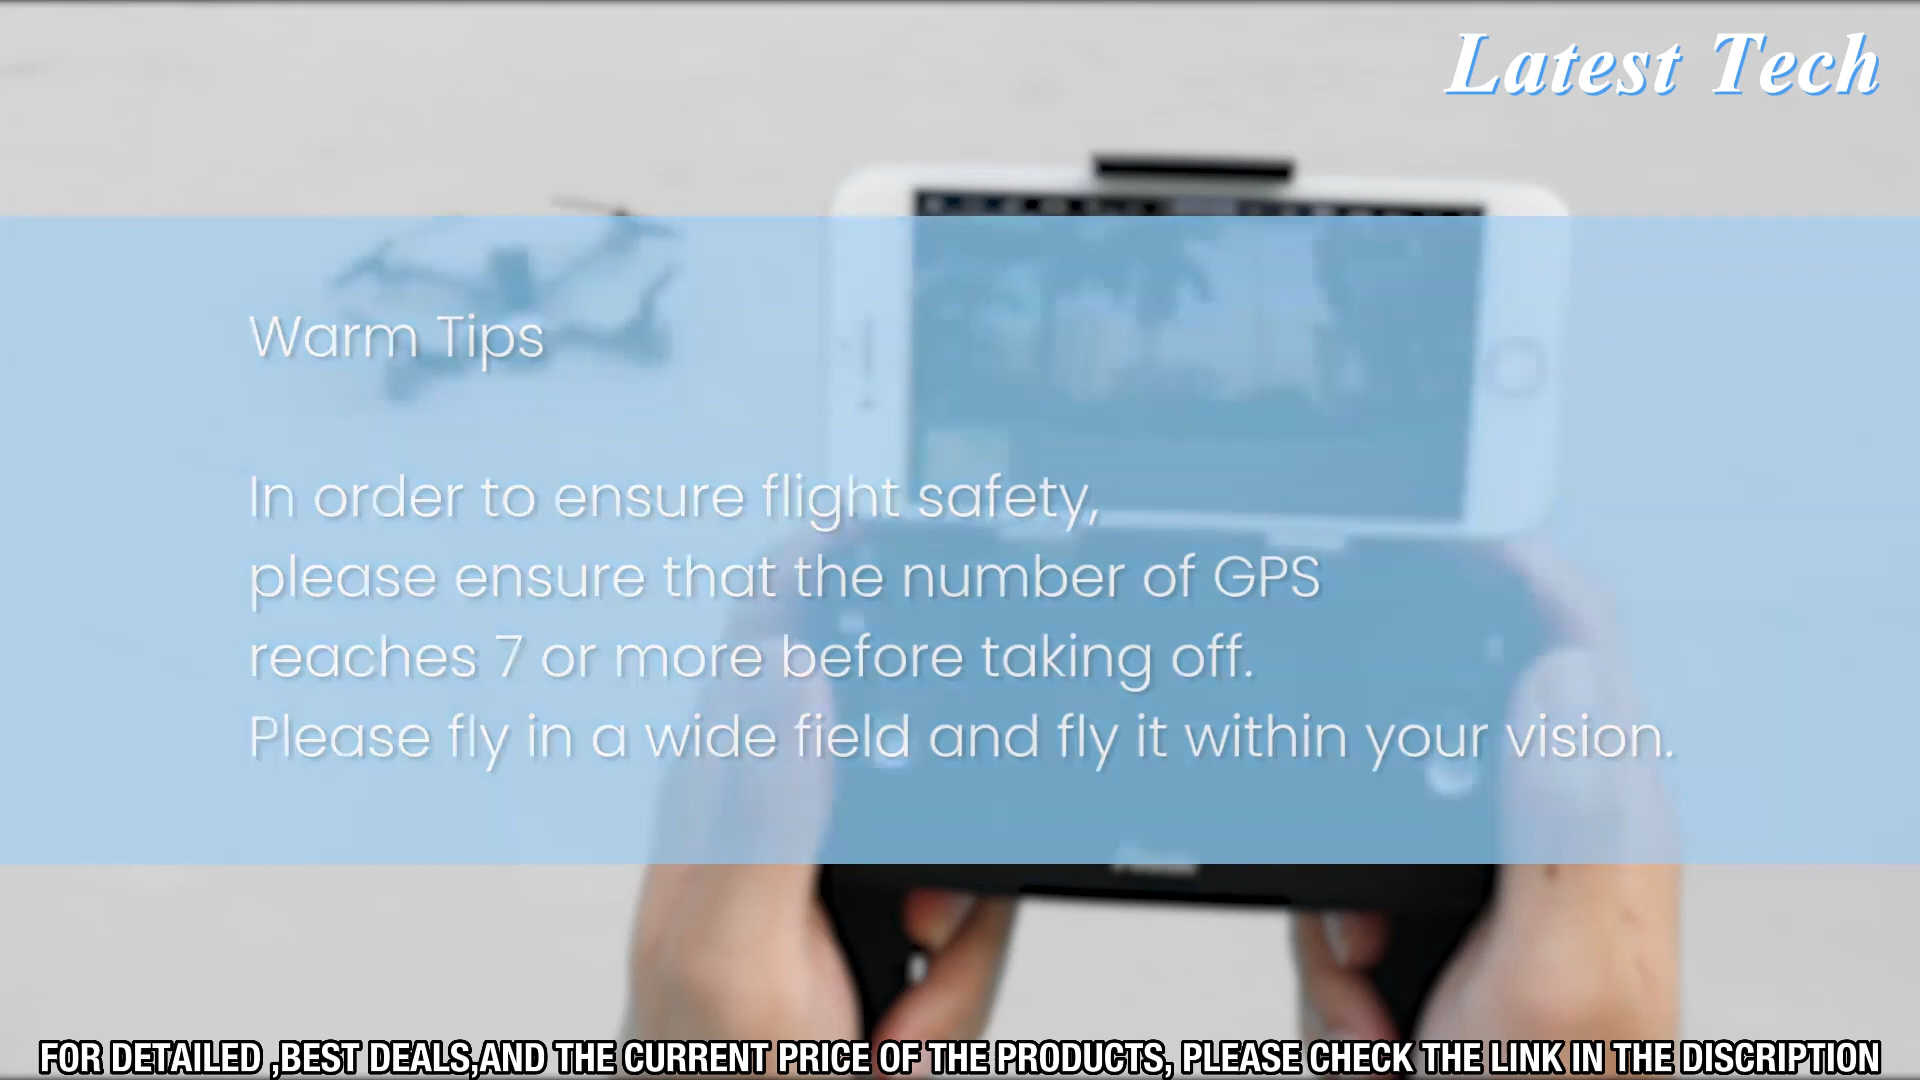 Latest Tech
Warm Tips
In order to ensure flight safety,
please ensure that the number of GPS
reaches 7 or more before taking off.
Please fly in a wide field and fly it within your vision.
FOR DETAILED ,BEST DEALS,AND THE CURRENT PRICE OF THE PRODUCTS, PLEASE CHECK THE LINK IN THE DISCRIPTION